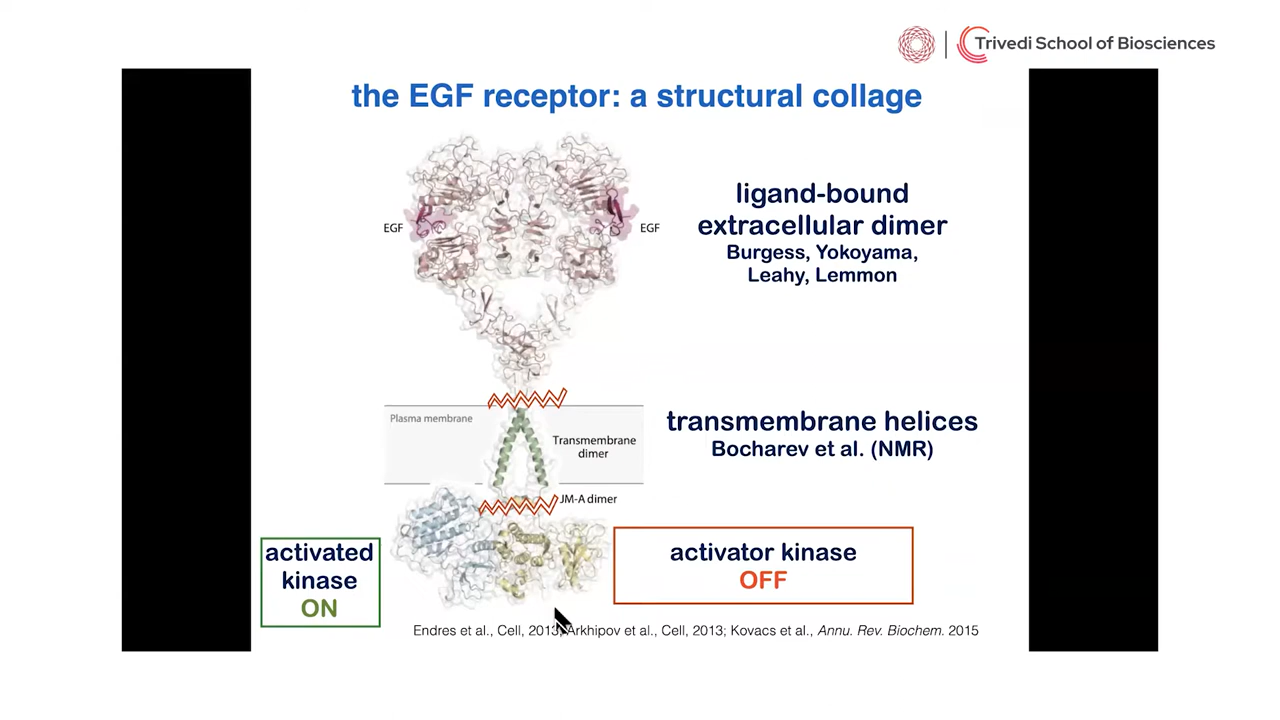 Trivedi School of Biosciences
the EGF receptor: a structural collage
EGF
EGF
ligand-bound
extracellular dimer
Burgess, Yokoyama,
Leahy, Lemmon
Plasma membrane
Transmembrane
dimer
transmembrane helices
Bocharev et al. (NMR)
JM-A dimer
activated
kinase
ON
activator kinase
OFF
Endres et al., Cell, 2013; Arkhipov et al., Cell, 2013; Kovacs et al., Annu. Rev. Biochem. 2015